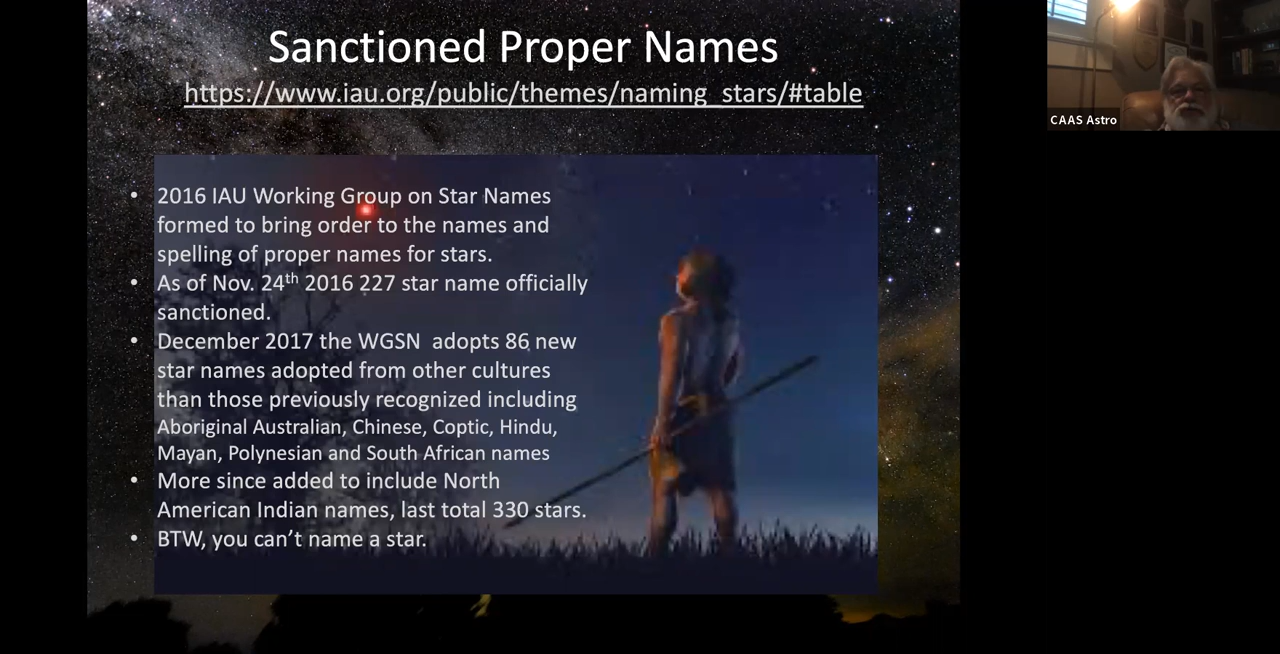 Sanctioned Proper Names
https://www.iau.org/public/themes/naming_stars/#table
• 2016 IAU Working Group on Star Names
formed to bring order to the names and
spelling of proper names for stars.
• As of Nov. 24th 2016 227 star name officially
sanctioned.
• December 2017 the WGSN adopts 86 new
star names adopted from other cultures
than those previously recognized including
Aboriginal Australian, Chinese, Coptic, Hindu,
Mayan, Polynesian and South African names
• More since added to include North
American Indian names, last total 330 stars.
• BTW, you can’t name a star.
CAAS Astro